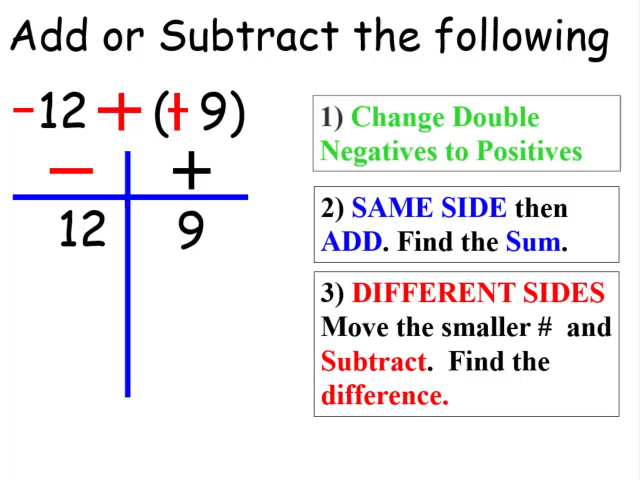 Add or Subtract the following
-12 + (+ 9)
- +
12 9
1) Change Double
Negatives to Positives
2) SAME SIDE then
ADD. Find the Sum.
3) DIFFERENT SIDES
Move the smaller # and
Subtract. Find the
difference.